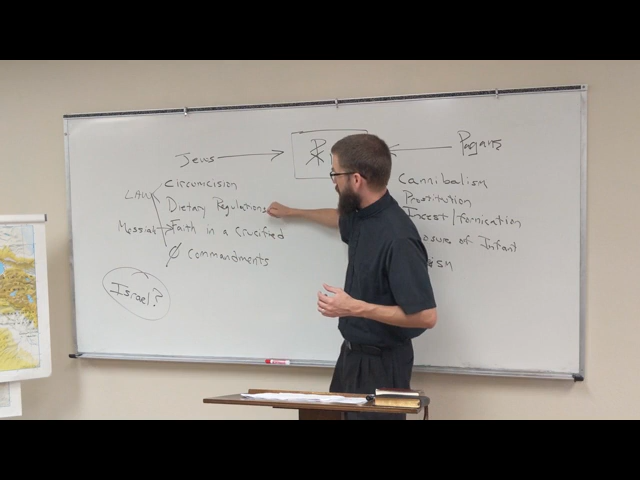 Jews
Pagans
LAW
Circumcision
Dietary Regulations
Messiah
Faith in a Crucified
Commandments
Israel?
Cannibalism
Prostitution
Incest/fornication
of Infant